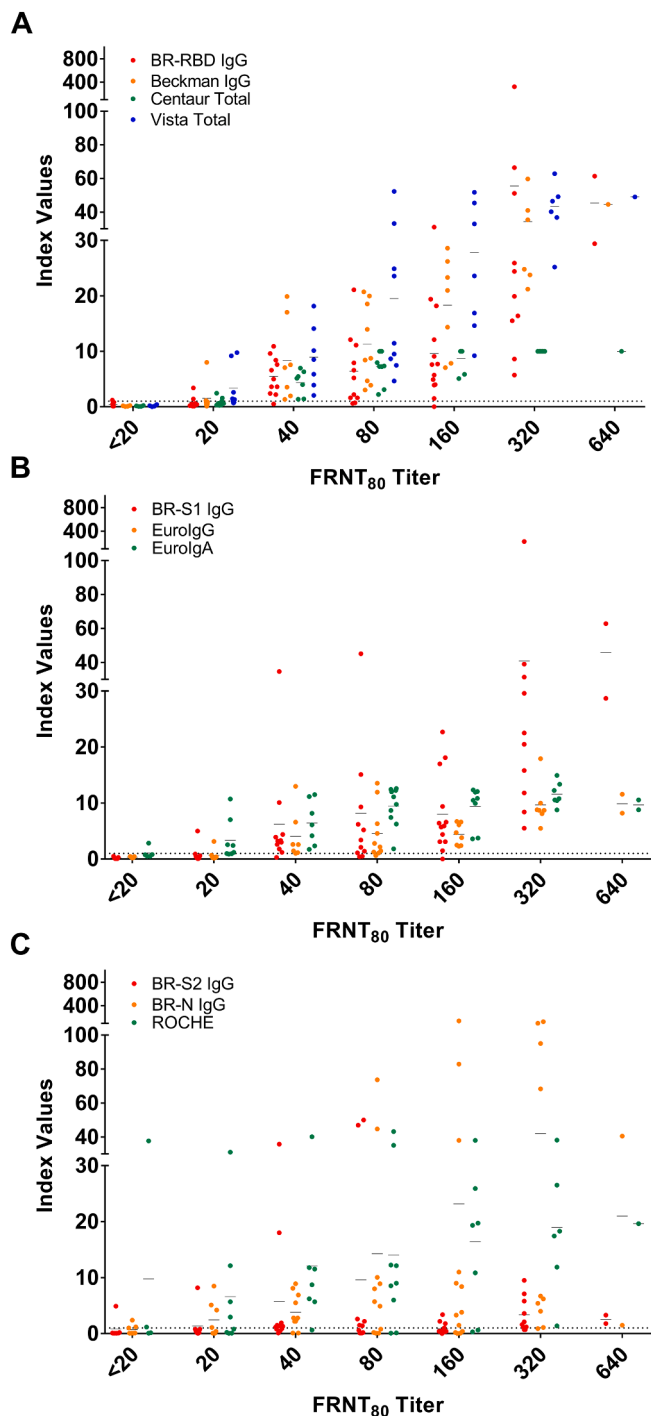 A
800
400
100
80
60
40
30
20
10
0
Index Values
BR-RBD IgG
Beckman IgG
Centaur Total
Vista Total
<20 20 40 80 160 320 640
FRNT80 Titer
B
800
400
100
80
60
40
30
20
10
0
Index Values
BR-S1 IgG
EuroIgG
EuroIgA
<20 20 40 80 160 320 640
FRNT80 Titer
C
800
400
100
80
60
40
30
20
10
0
Index Values
BR-S2 IgG
BR-N IgG
ROCHE
<20 20 40 80 160 320 640
FRNT80 Titer